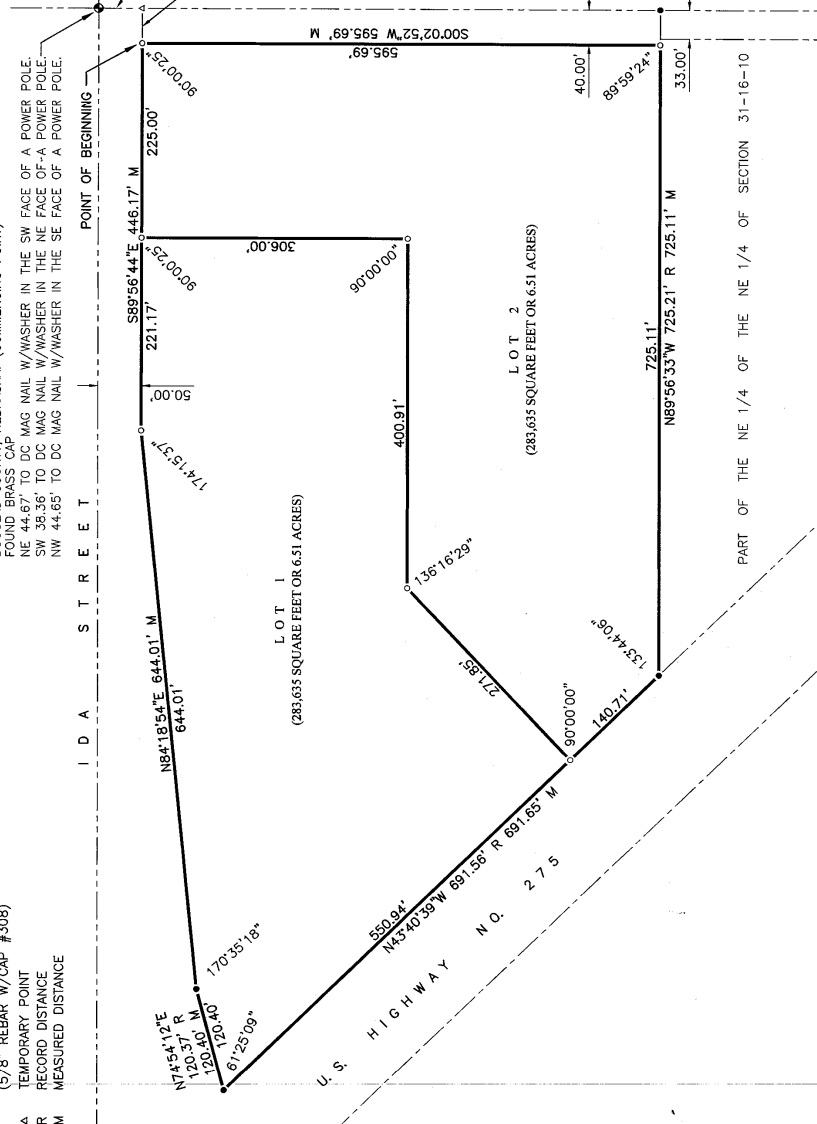 (5/8" REBAR W/CAP #308)
TEMPORARY POINT
R RECORD DISTANCE
M MEASURED DISTANCE
FOUND BRASS CAP
NE 44.67' TO DC MAG NAIL W/WASHER IN THE SW FACE OF A POWER POLE.
SW 38.36' TO DC MAG NAIL W/WASHER IN THE NE FACE OF A POWER POLE.
NW 44.65' TO DC MAG NAIL W/WASHER IN THE SE FACE OF A POWER POLE.
IDA STREET
POINT OF BEGINNING
S89°56'44"E 446.17' M
221.17'
225.00'
50.00'
90°00'25"
90°00'25"
174°15'37"
N84°18'54"E 644.01' M
644.01'
N74°54'12"E
120.37' R
120.40' M
120.40'
170°35'18"
61°25'09"
LOT 1
(283,635 SQUARE FEET OR 6.51 ACRES)
306.00'
90°00'00"
400.91'
136°16'29"
271.85'
90°00'00"
S00°02'52"W 595.69' M
595.69'
LOT 2
(283,635 SQUARE FEET OR 6.51 ACRES)
40.00'
33.00'
89°59'24"
725.11'
N89°56'33"W 725.21' R 725.11' M
133°44'06"
140.71'
550.94'
N43°40'39"W 691.56' R 691.65' M
U.S. HIGHWAY NO. 275
PART OF THE NE 1/4 OF THE NE 1/4 OF SECTION 31-16-10